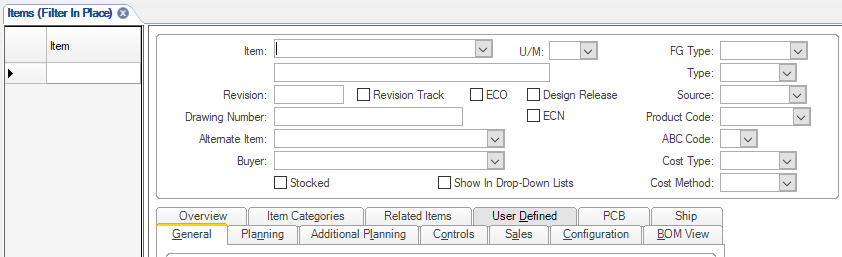 Items (Filter In Place)
Item
Item: U/M: FG Type:
Type:
Revision: Revision Track ECO Design Release Source:
Drawing Number: ECN Product Code:
Alternate Item: ABC Code:
Buyer: Cost Type:
Stocked Show In Drop-Down Lists Cost Method:
Overview Item Categories Related Items User Defined PCB Ship
General Planning Additional Planning Controls Sales Configuration BOM View